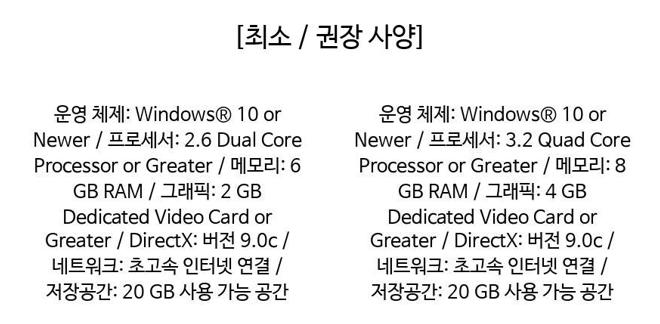 [최소 / 권장 사양]
운영 체제: Windows® 10 or
Newer / 프로세서: 2.6 Dual Core
Processor or Greater / 메모리: 6
GB RAM / 그래픽: 2 GB
Dedicated Video Card or
Greater / DirectX: 버전 9.0c /
네트워크: 초고속 인터넷 연결 /
저장공간: 20 GB 사용 가능 공간
운영 체제: Windows® 10 or
Newer / 프로세서: 3.2 Quad Core
Processor or Greater / 메모리: 8
GB RAM / 그래픽: 4 GB
Dedicated Video Card or
Greater / DirectX: 버전 9.0c /
네트워크: 초고속 인터넷 연결 /
저장공간: 20 GB 사용 가능 공간